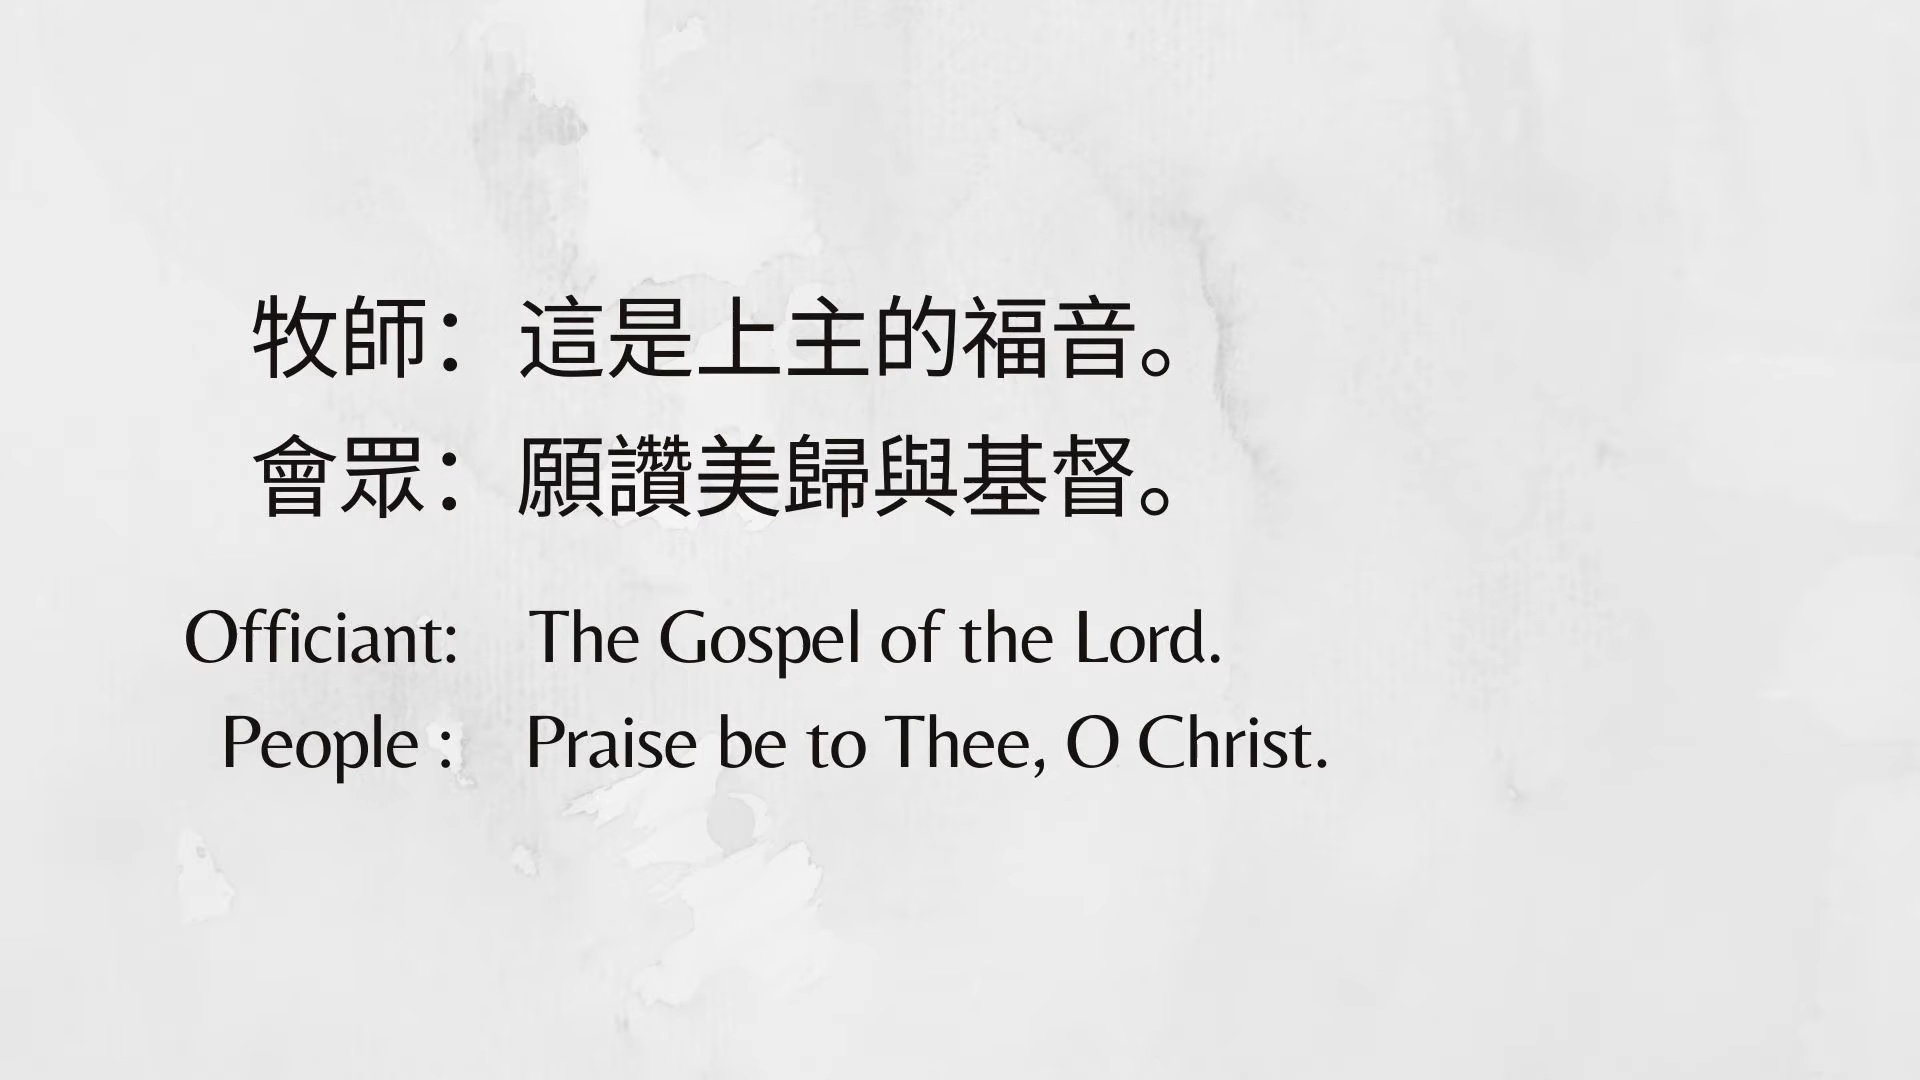 牧師：這是上主的福音。
會眾：願讚美歸與基督。
Officiant: The Gospel of the Lord.
People : Praise be to Thee, O Christ.